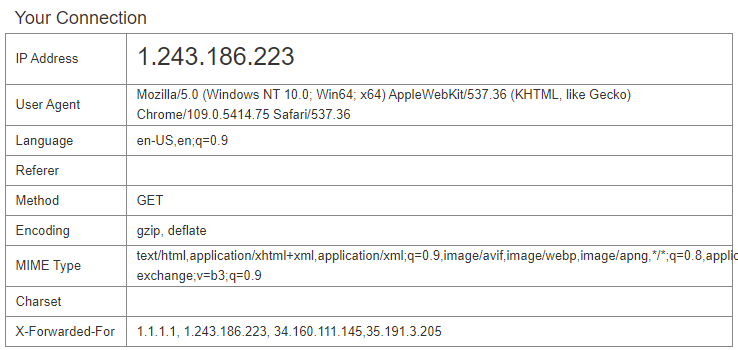 Your Connection
IP Address 1.243.186.223
User Agent Mozilla/5.0 (Windows NT 10.0; Win64; x64) AppleWebKit/537.36 (KHTML, like Gecko)
Chrome/109.0.5414.75 Safari/537.36
Language en-US,en;q=0.9
Referer
Method GET
Encoding gzip, deflate
MIME Type text/html,application/xhtml+xml,application/xml;q=0.9,image/avif,image/webp,image/apng,*/*;q=0.8,applic
exchange;v=b3;q=0.9
Charset
X-Forwarded-For 1.1.1.1, 1.243.186.223, 34.160.111.145,35.191.3.205